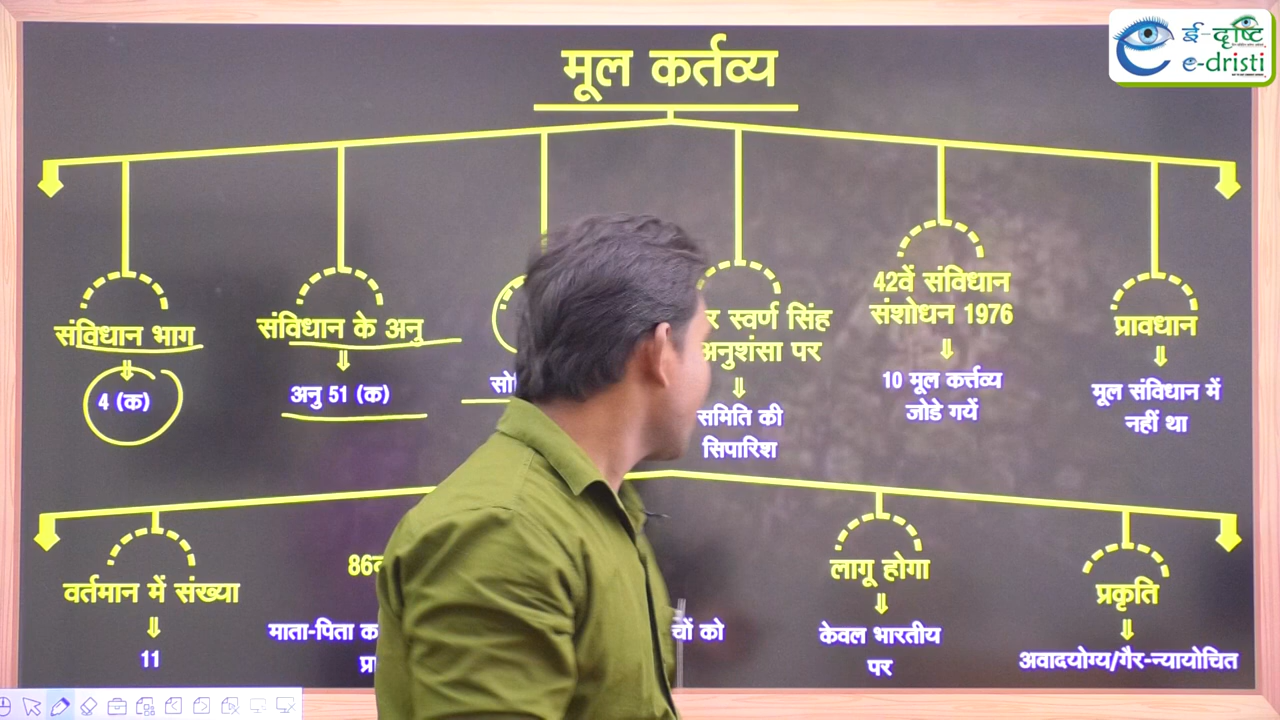 ई-दृष्टि
e-dristi
मूल कर्तव्य
संविधान भाग
4 (क)
संविधान के अनु
अनु 51 (क)
स्वर्ण सिंह
अनुशंसा पर
समिति की
सिपारिश
42वें संविधान
संशोधन 1976
10 मूल कर्त्तव्य
जोडे गयें
प्रावधान
मूल संविधान में
नहीं था
वर्तमान में संख्या
11
माता-पिता
को
लागू होगा
केवल भारतीय
पर
प्रकृति
अवादयोग्य/गैर-न्यायोचित